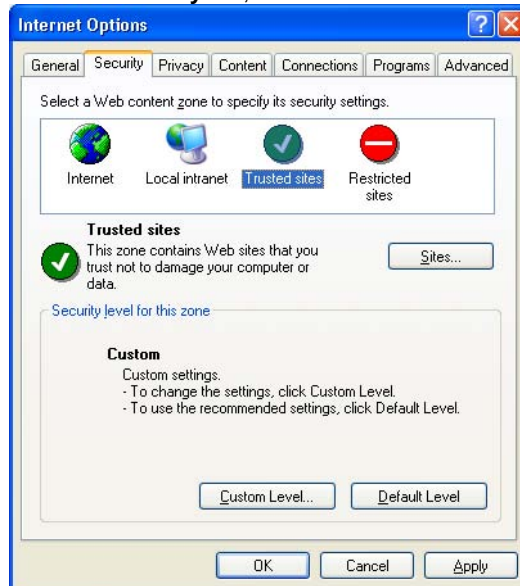 Internet Options
General Security Privacy Content Connections Programs Advanced
Select a Web content zone to specify its security settings.
Internet Local intranet Trusted sites Restricted
sites
Trusted sites
This zone contains Web sites that you
trust not to damage your computer or
data.
Sites...
Security level for this zone
Custom
Custom settings.
- To change the settings, click Custom Level.
- To use the recommended settings, click Default Level.
Custom Level... Default Level
OK Cancel Apply